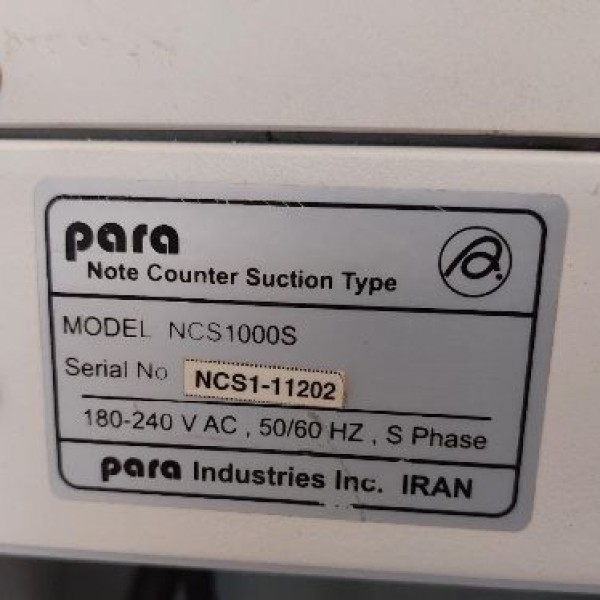 para
Note Counter Suction Type
MODEL NCS1000S
Serial No NCS1-11202
180-240 V AC , 50/60 HZ , S Phase
para Industries Inc. IRAN